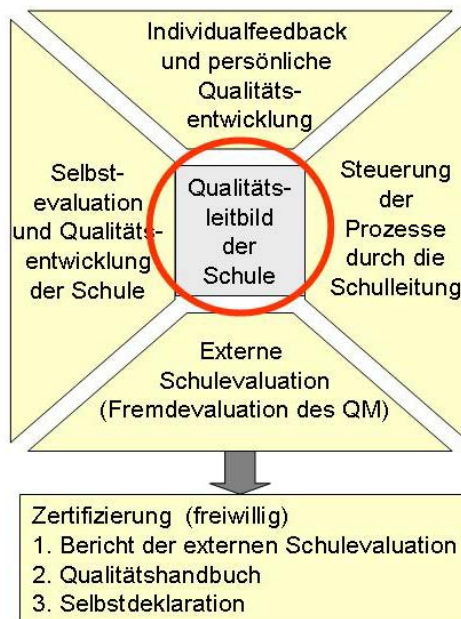 Individualfeedback
und persönliche
Qualitäts-
entwicklung
Selbst-
evaluation
und Qualitäts-
entwicklung
der Schule
Qualitäts-
leitbild
der
Schule
Steuerung
der
Prozesse
durch die
Schulleitung
Externe
Schulevaluation
(Fremdevaluation des QM)
Zertifizierung (freiwillig)
1. Bericht der externen Schulevaluation
2. Qualitätshandbuch
3. Selbstdeklaration